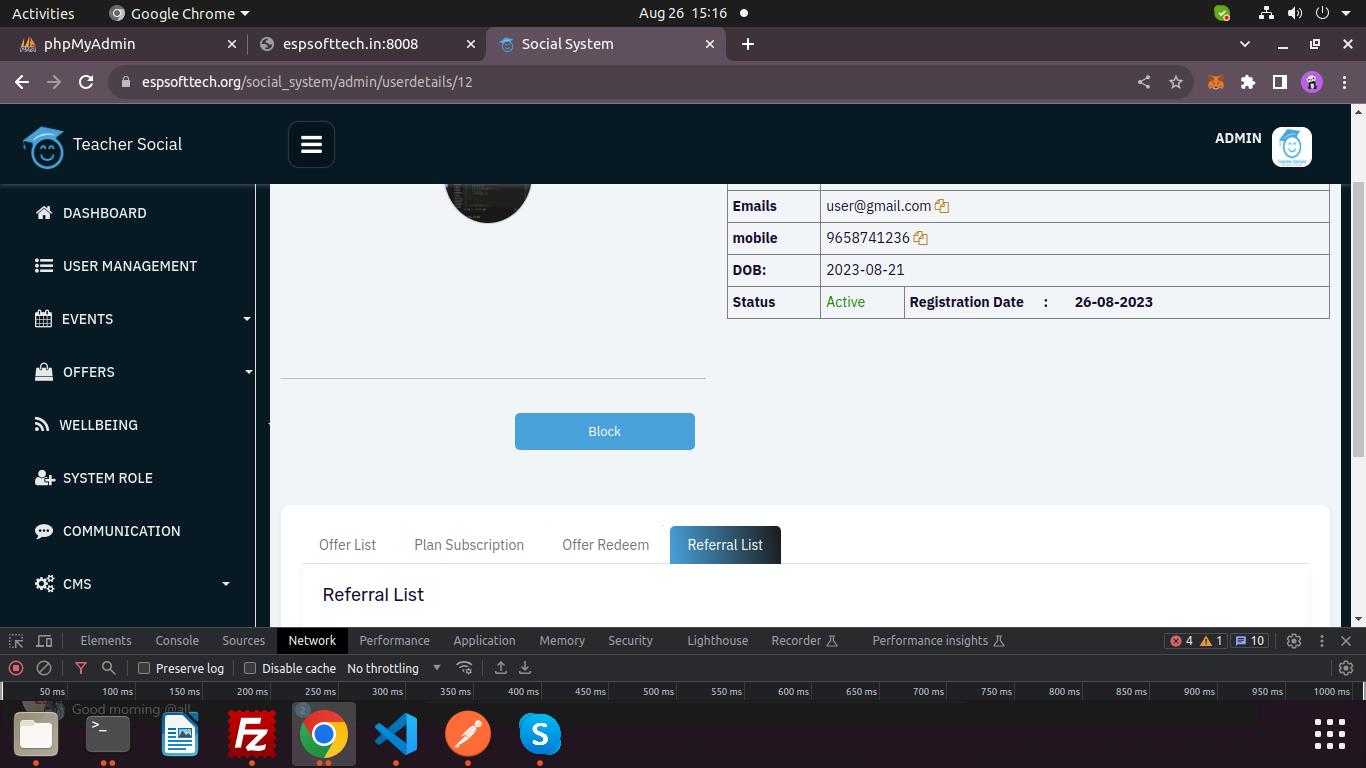 Activities Google Chrome Aug 26 15:16
phpMyAdmin espsofttech.in:8008 Social System
espsofttech.org/social_system/admin/userdetails/12
Teacher Social ADMIN
DASHBOARD
USER MANAGEMENT
EVENTS
OFFERS
WELLBEING
SYSTEM ROLE
COMMUNICATION
CMS
Emails user@gmail.com
mobile 9658741236
DOB: 2023-08-21
Status Active Registration Date : 26-08-2023
Block
Offer List Plan Subscription Offer Redeem Referral List
Referral List
Elements Console Sources Network Performance Application Memory Security Lighthouse Recorder Performance insights 4 1 10
Preserve log Disable cache No throttling
50 ms 100 ms 150 ms 200 ms 250 ms 300 ms 350 ms 400 ms 450 ms 500 ms 550 ms 600 ms 650 ms 700 ms 750 ms 800 ms 850 ms 900 ms 950 ms 1000 ms
Good morning @all 2